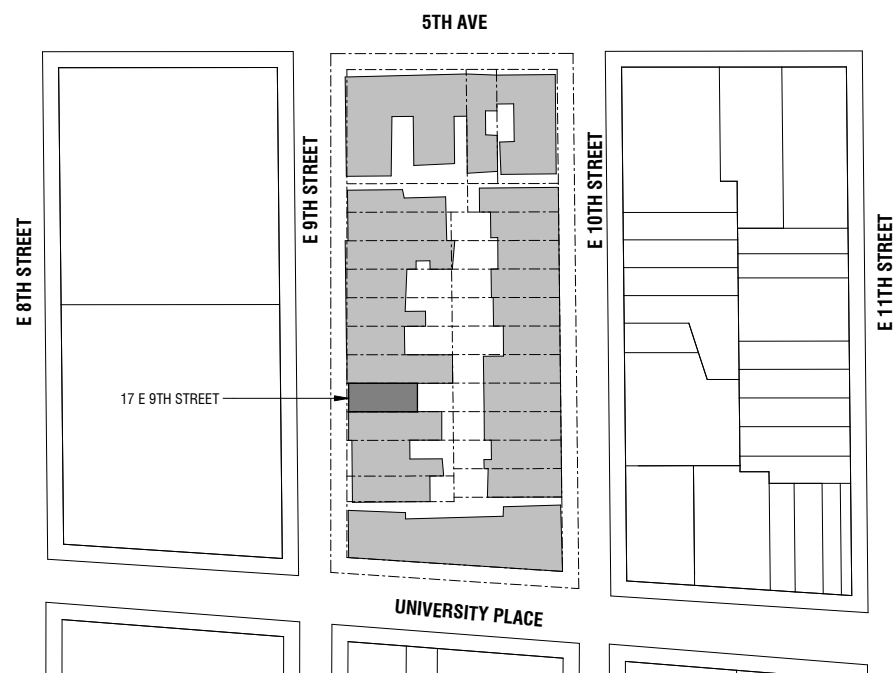 5TH AVE
E 8TH STREET
E 9TH STREET
E 10TH STREET
E 11TH STREET
17 E 9TH STREET
UNIVERSITY PLACE